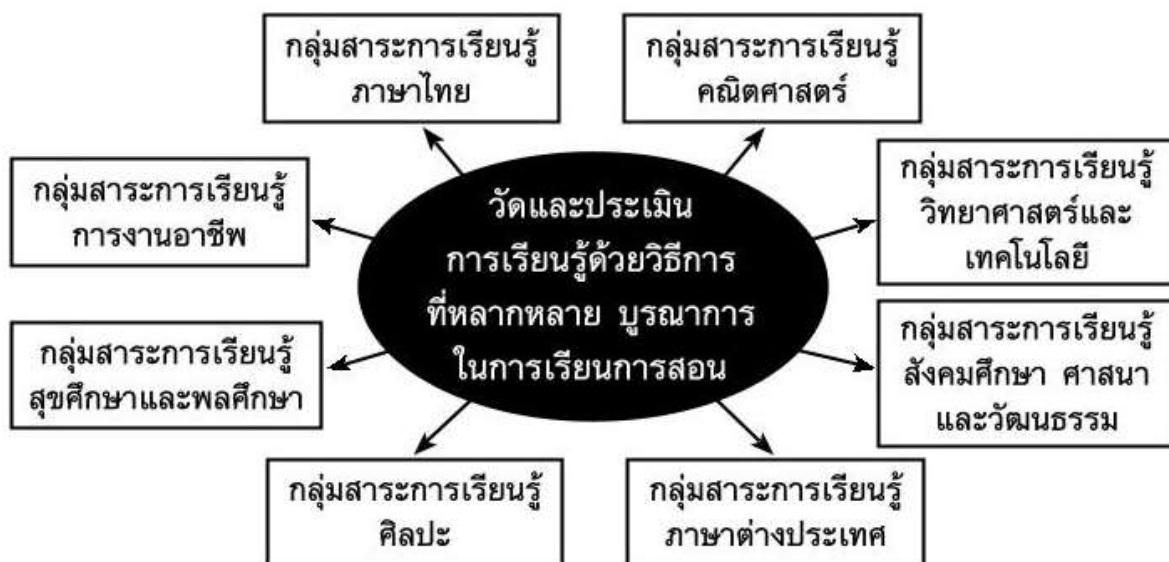 กลุ่มสาระการเรียนรู้
ภาษาไทย
กลุ่มสาระการเรียนรู้
คณิตศาสตร์
กลุ่มสาระการเรียนรู้
การงานอาชีพ
วัดและประเมิน
การเรียนรู้ด้วยวิธีการ
ที่หลากหลาย บูรณาการ
ในการเรียนการสอน
กลุ่มสาระการเรียนรู้
วิทยาศาสตร์และ
เทคโนโลยี
กลุ่มสาระการเรียนรู้
สุขศึกษาและพลศึกษา
กลุ่มสาระการเรียนรู้
สังคมศึกษา ศาสนา
และวัฒนธรรม
กลุ่มสาระการเรียนรู้
ศิลปะ
กลุ่มสาระการเรียนรู้
ภาษาต่างประเทศ